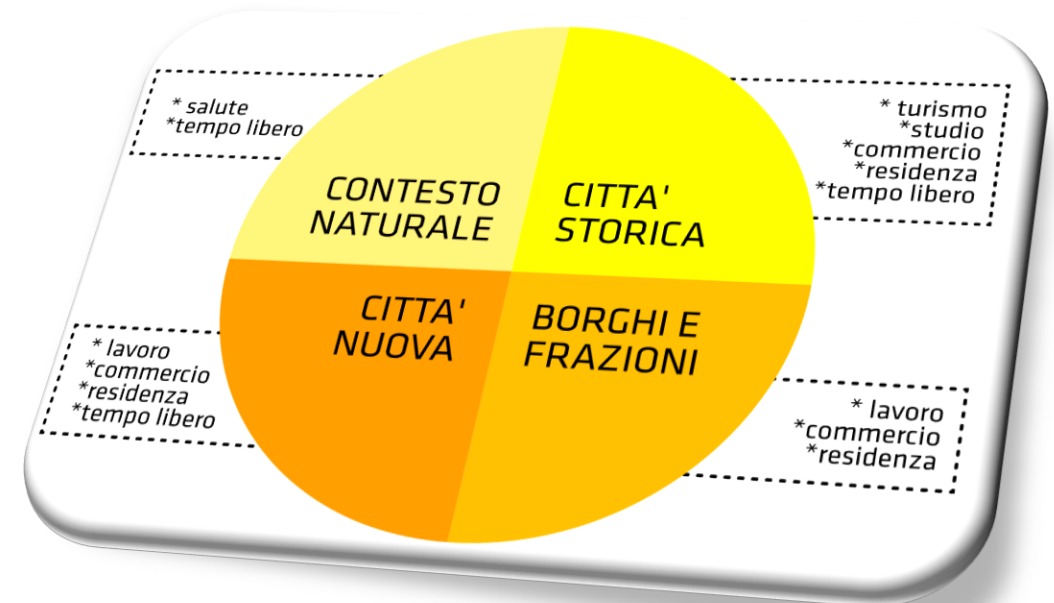 * salute
*tempo libero
* turismo
*studio
*commercio
*residenza
*tempo libero
CONTESTO
NATURALE
CITTA'
STORICA
CITTA'
NUOVA
BORGHI E
FRAZIONI
* lavoro
*commercio
*residenza
*tempo libero
* lavoro
*commercio
*residenza